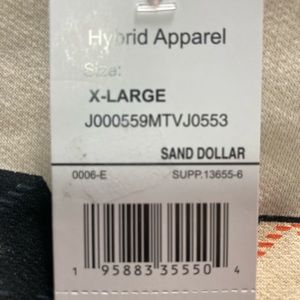 Hybrid Apparel
Size:
X-LARGE
J000559MTVJ0553
SAND DOLLAR
0006-E SUPP.13655-6
1 95883 35550 4